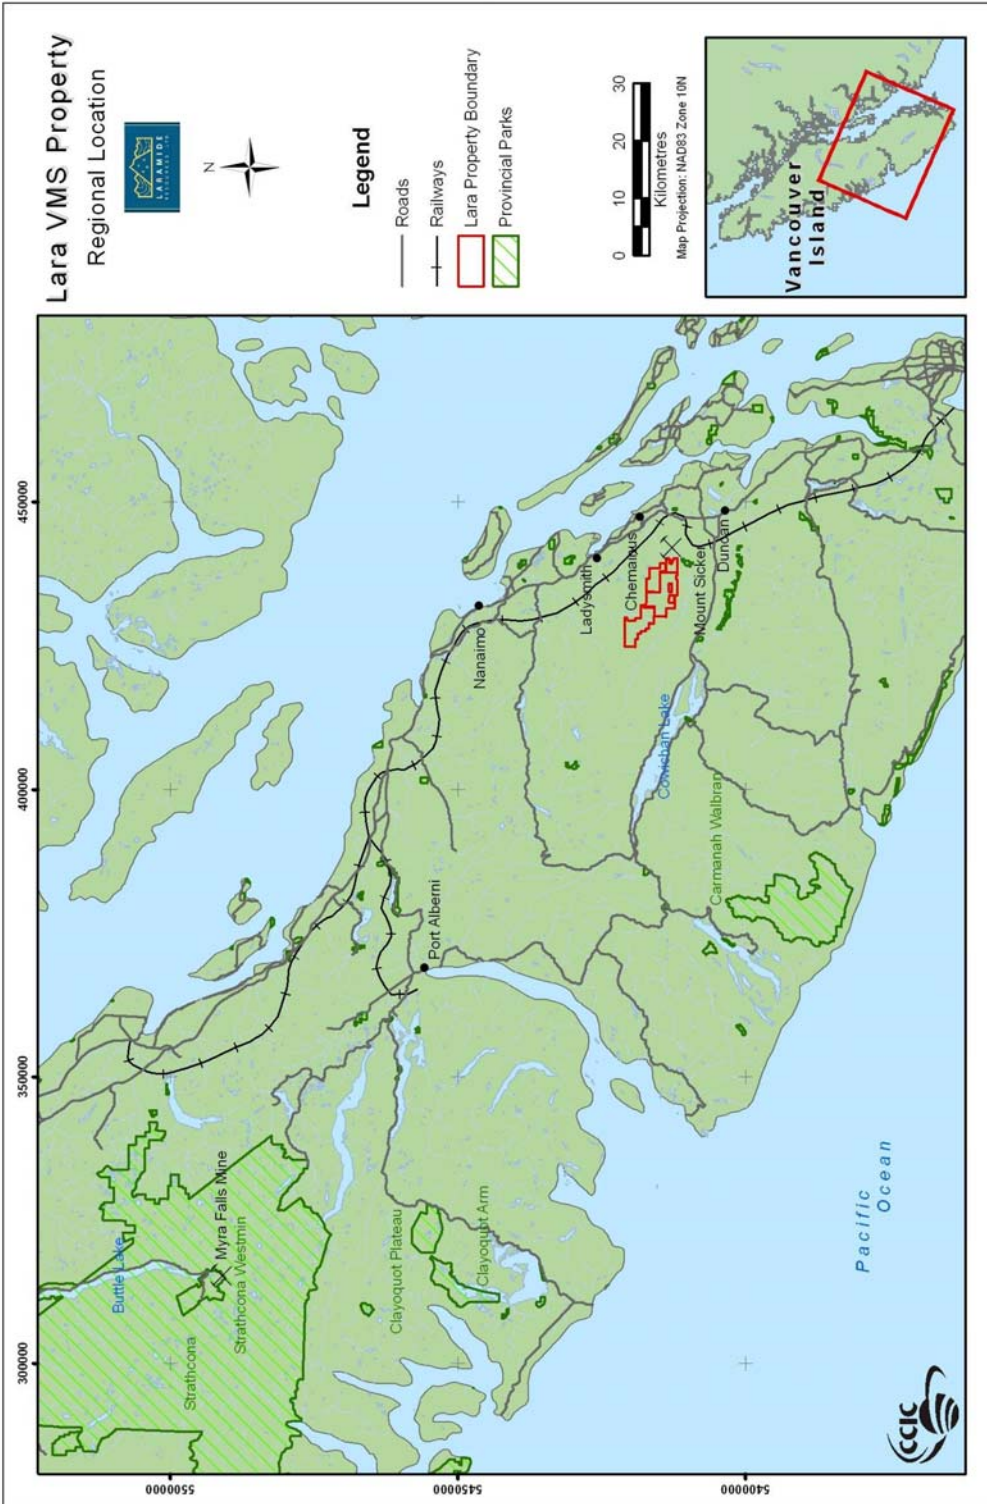 Lara VMS Property
Regional Location
LARAMIDE
N
Legend
Roads
Railways
Lara Property Boundary
Provincial Parks
0 10 20 30
Kilometres
Map Projection: NAD83 Zone 10N
Vancouver
Island
300000
350000
400000
450000
5500000
5450000
5400000
Buttle Lake
Myra Falls Mine
Strathcona Westmin
Strathcona
Clayoquot Plateau
Clayoquot Arm
Port Alberni
Nanaimo
Ladysmith
Chemainus
Mount Sicker
Duncan
Cowichan Lake
Carmanah Walbran
Pacific
Ocean
CCIC